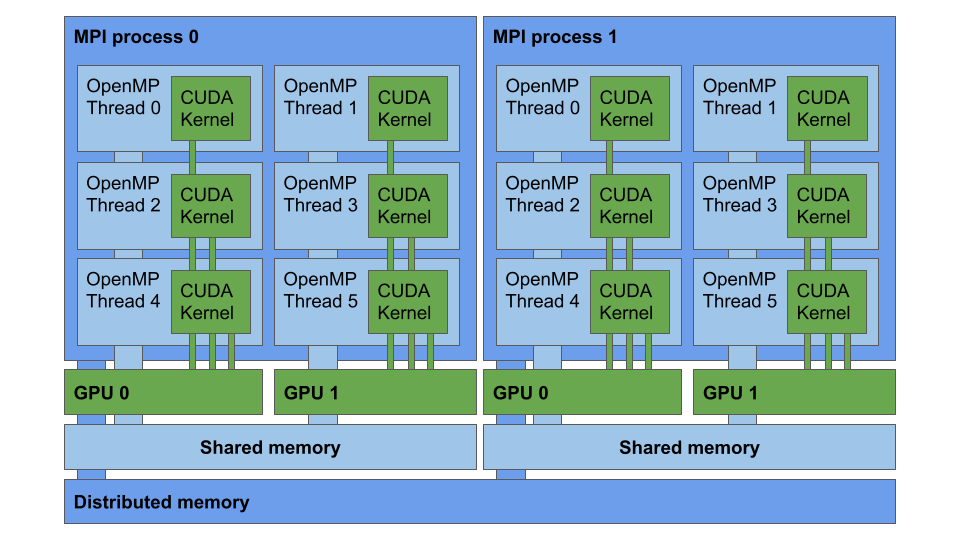 MPI process 0
OpenMP
Thread 0
CUDA
Kernel
OpenMP
Thread 1
CUDA
Kernel
OpenMP
Thread 2
CUDA
Kernel
OpenMP
Thread 3
CUDA
Kernel
OpenMP
Thread 4
CUDA
Kernel
OpenMP
Thread 5
CUDA
Kernel
GPU 0
GPU 1
Shared memory
MPI process 1
OpenMP
Thread 0
CUDA
Kernel
OpenMP
Thread 1
CUDA
Kernel
OpenMP
Thread 2
CUDA
Kernel
OpenMP
Thread 3
CUDA
Kernel
OpenMP
Thread 4
CUDA
Kernel
OpenMP
Thread 5
CUDA
Kernel
GPU 0
GPU 1
Shared memory
Distributed memory